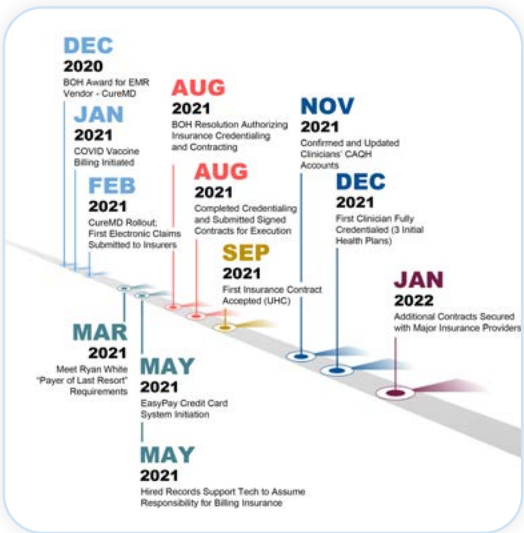 DEC
2020
BOH Award for EMR
Vendor - CureMD
JAN
2021
COVID Vaccine
Billing Initiated
FEB
2021
CureMD Rollout;
First Electronic Claims
Submitted to Insurers
MAR
2021
Meet Ryan White
"Payer of Last Resort"
Requirements
MAY
2021
EasyPay Credit Card
System Initiation
MAY
2021
Hired Records Support Tech to Assume
Responsibility for Billing Insurance
AUG
2021
BOH Resolution Authorizing
Insurance Credentialing
and Contracting
AUG
2021
Completed Credentialing
and Submitted Signed
Contracts for Execution
SEP
2021
First Insurance Contract
Accepted (UHC)
NOV
2021
Confirmed and Updated
Clinicians' CAQH
Accounts
DEC
2021
First Clinician Fully
Credentialed (3 Initial
Health Plans)
JAN
2022
Additional Contracts Secured
with Major Insurance Providers